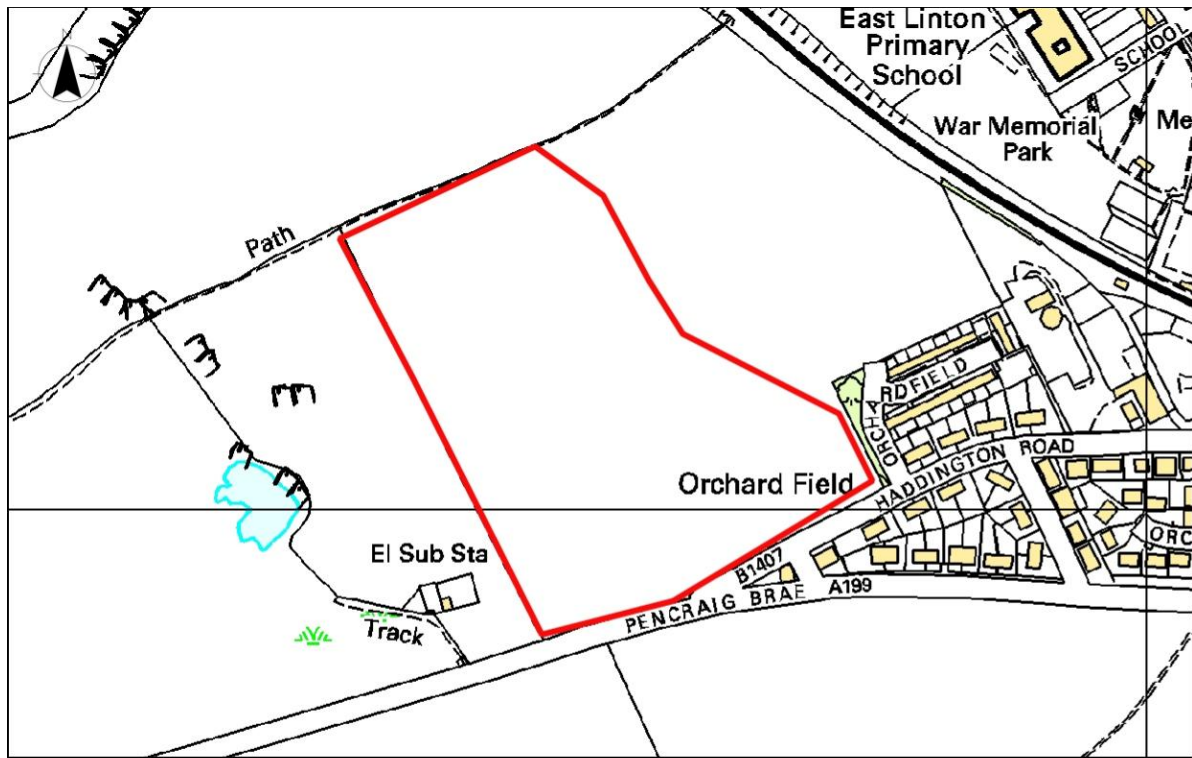 N
East Linton
Primary
School
SCHOOL
War Memorial
Park
Me
Path
ORCHARDFIELD
HADDINGTON ROAD
Orchard Field
ORC
El Sub Sta
B1407
PENCRAIG BRAE A199
Track